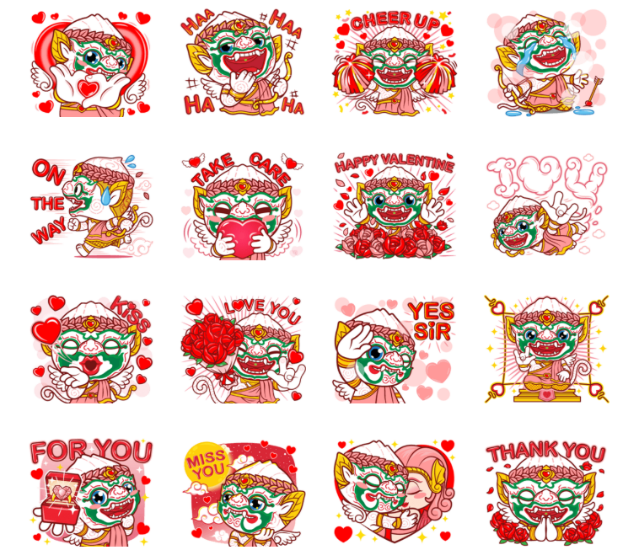 HAA
HAA
HA
HA
CHEER UP
ON
THE
WAY
TAKE CARE
HAPPY VALENTINE
I O U
KISS
LOVE YOU
YES
SIR
FOR YOU
MISS
YOU
THANK YOU